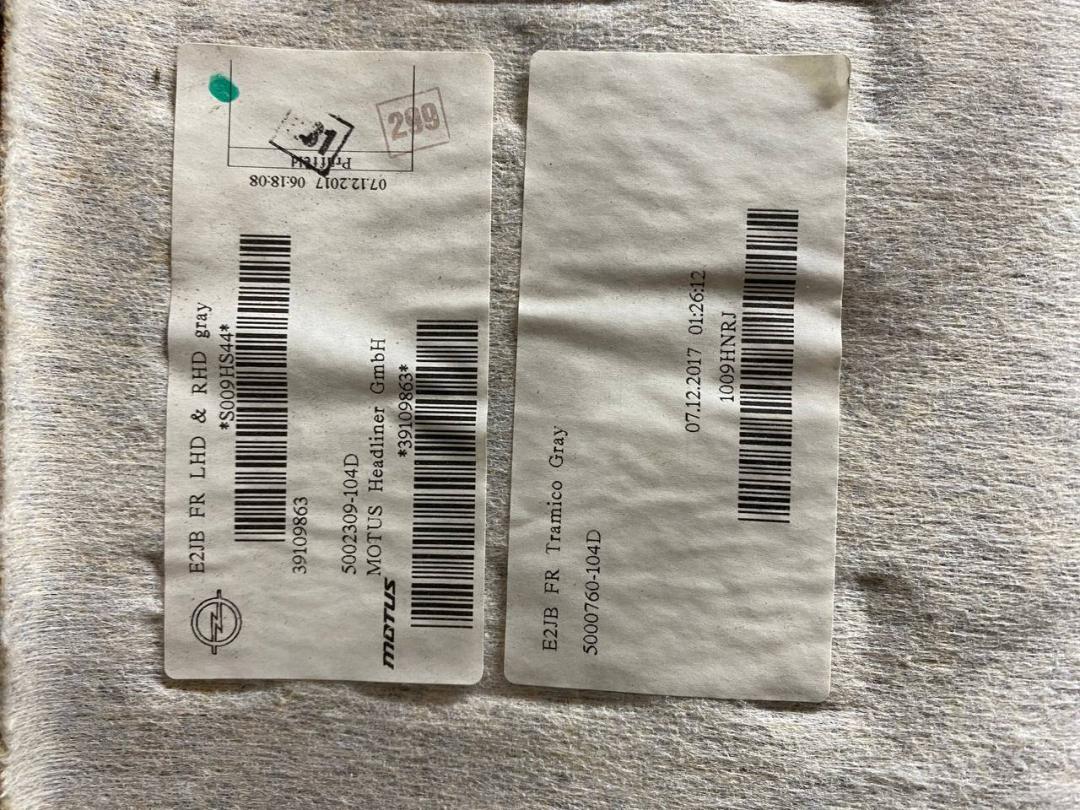 E2JB FR LHD & RHD gray
*S009HS44*
39109863
5002309-104D
MOTUS Headliner GmbH
*39109863*
MOTUS
07.12.2017 06:18:08
Prüffeld
299
E2JB FR Tramico Gray
5000760-104D
07.12.2017 01:26:12
1009HNRJ